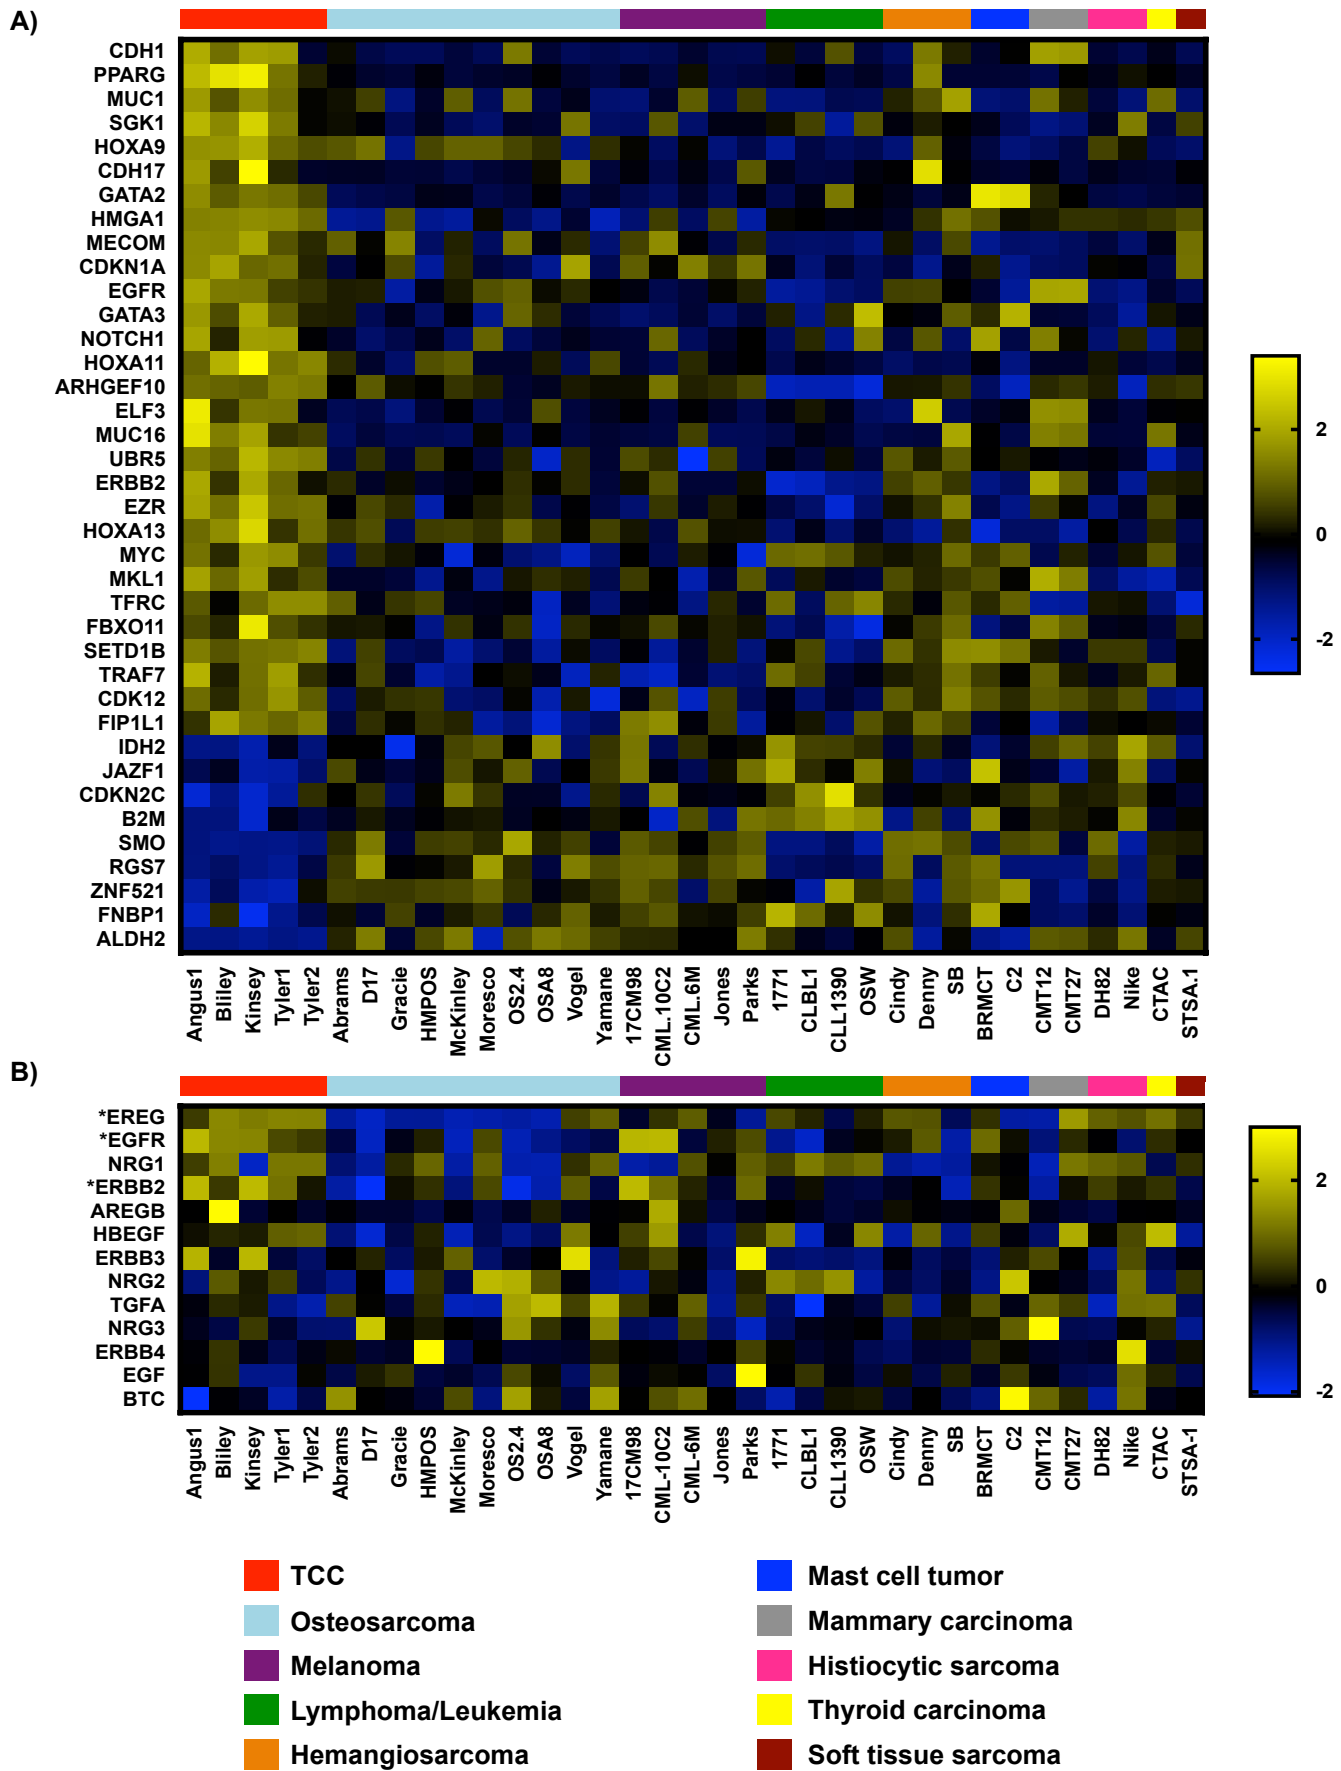 A)
CDH1
PPARG
MUC1
SGK1
HOXA9
CDH17
GATA2
HMGA1
MECOM
CDKN1A
EGFR
GATA3
NOTCH1
HOXA11
ARHGEF10
ELF3
MUC16
UBR5
ERBB2
EZR
HOXA13
MYC
MKL1
TFRC
FBXO11
SETD1B
TRAF7
CDK12
FIP1L1
IDH2
JAZF1
CDKN2C
B2M
SMO
RGS7
ZNF521
FNBP1
ALDH2
2
0
-2
Angus1
Bliley
Kinsey
Tyler1
Tyler2
Abrams
D17
Gracie
HMPOS
McKinley
Moresco
OS2.4
OSA8
Vogel
Yamane
17CM98
CML.10C2
CML.6M
Jones
Parks
1771
CLBL1
CLL1390
OSW
Cindy
Denny
SB
BRMCT
C2
CMT12
CMT27
DH82
Nike
CTAC
STSA.1
B)
*EREG
*EGFR
NRG1
*ERBB2
AREGB
HBEGF
ERBB3
NRG2
TGFA
NRG3
ERBB4
EGF
BTC
2
0
-2
Angus1
Bliley
Kinsey
Tyler1
Tyler2
Abrams
D17
Gracie
HMPOS
McKinley
Moresco
OS2.4
OSA8
Vogel
Yamane
17CM98
CML-10C2
CML-6M
Jones
Parks
1771
CLBL1
CLL1390
OSW
Cindy
Denny
SB
BRMCT
C2
CMT12
CMT27
DH82
Nike
CTAC
STSA-1
TCC
Osteosarcoma
Melanoma
Lymphoma/Leukemia
Hemangiosarcoma
Mast cell tumor
Mammary carcinoma
Histiocytic sarcoma
Thyroid carcinoma
Soft tissue sarcoma